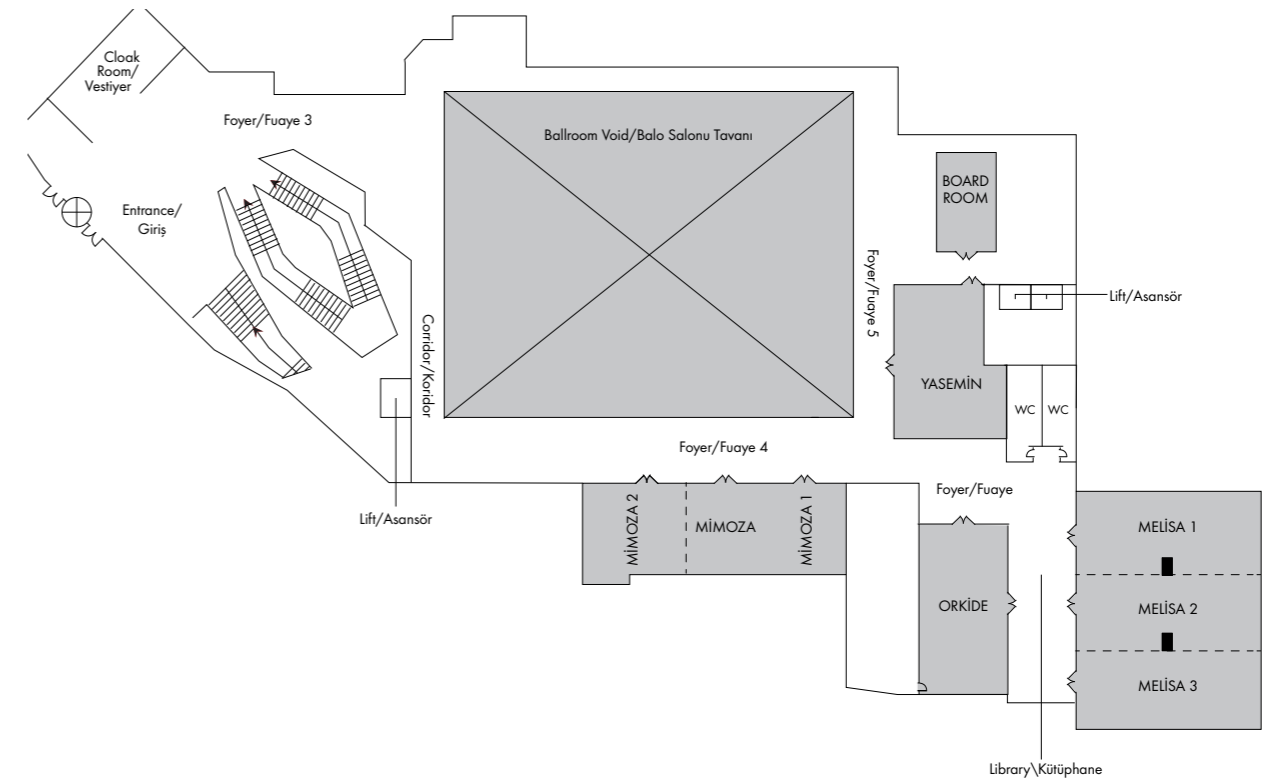 Cloak
Room/
Vestiyer
Foyer/Fuaye 3
Ballroom Void/Balo Salonu Tavanı
BOARD
ROOM
Entrance/
Giriş
Foyer/Fuaye 5
Lift/Asansör
Corridor/Koridor
YASEMİN
WC
WC
Foyer/Fuaye 4
Foyer/Fuaye
Lift/Asansör
MİMOZA 2
MİMOZA
MİMOZA 1
MELİSA 1
ORKİDE
MELİSA 2
MELİSA 3
Library\Kütüphane